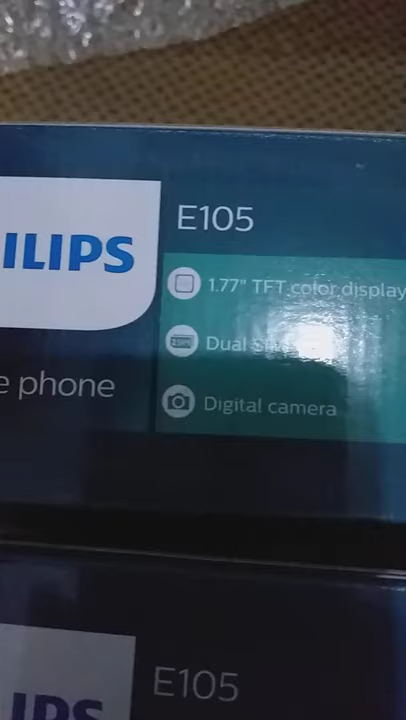 E105
ILIPS
1.77" TFT color display
Dual
e phone
Digital camera
E105
IPS